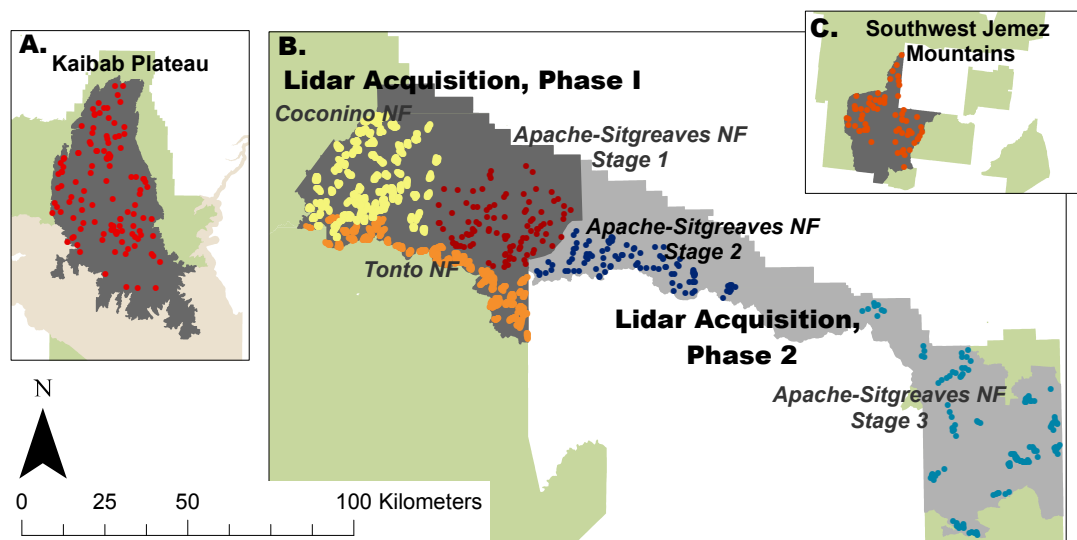 A.
Kaibab Plateau
B.
Lidar Acquisition, Phase I
Coconino NF
Apache-Sitgreaves NF
Stage 1
Apache-Sitgreaves NF
Stage 2
Tonto NF
Lidar Acquisition,
Phase 2
Apache-Sitgreaves NF
Stage 3
C.
Southwest Jemez
Mountains
N
0 25 50 100 Kilometers